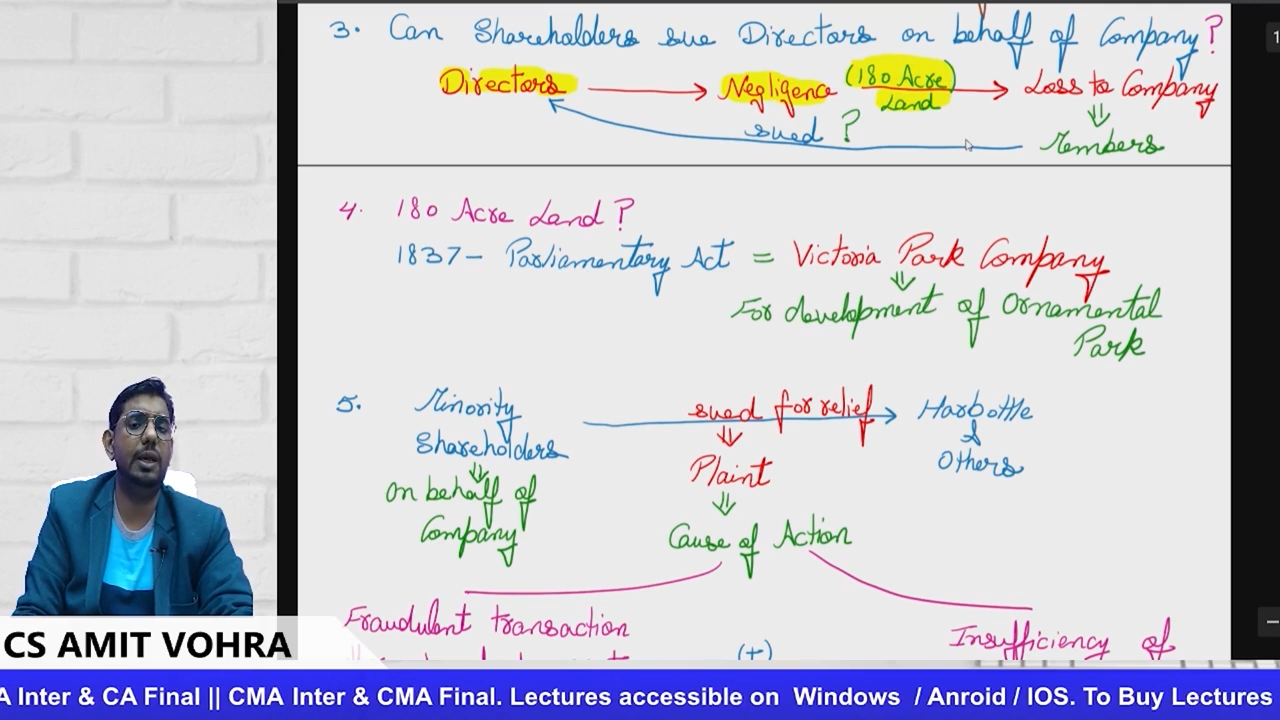 3. Can Shareholders sue Directors on behalf of Company?
Directors → Negligence (180 Acre) Land → Loss to Company
sued ? Members
4. 180 Acre Land ?
1837 – Parliamentary Act = Victoria Park Company
For development of Ornamental
Park
5. Minority sued for relief Harbottle
Shareholders Plaint &
Others
On behalf of
Company Cause of Action
Fraudulent transaction (+) Insufficiency of
CS AMIT VOHRA
A Inter & CA Final || CMA Inter & CMA Final. Lectures accessible on Windows / Anroid / IOS. To Buy Lectures
1